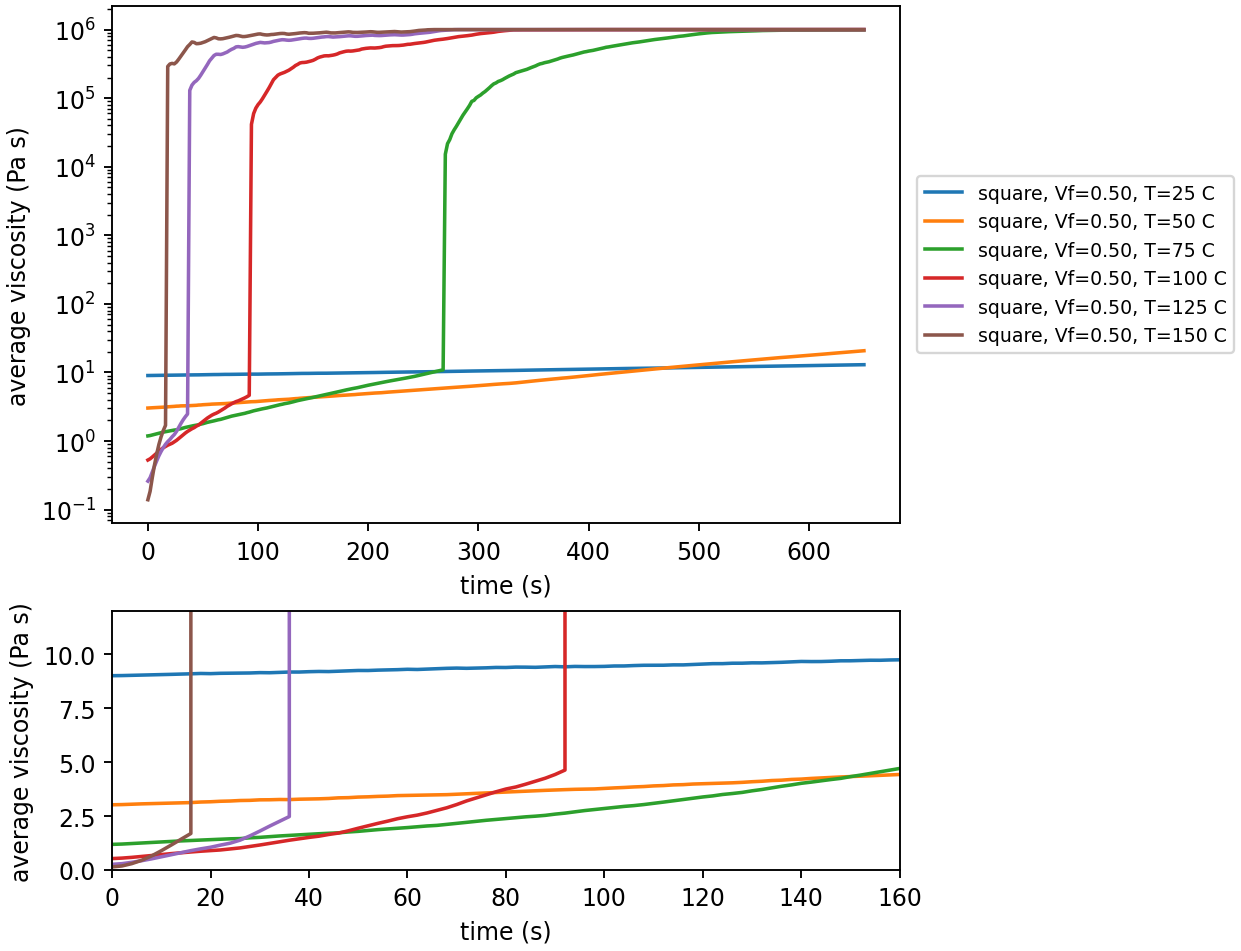 10⁶
10⁵
10⁴
10³
10²
10¹
10⁰
10⁻¹
average viscosity (Pa s)
0 100 200 300 400 500 600
time (s)
square, Vf=0.50, T=25 C
square, Vf=0.50, T=50 C
square, Vf=0.50, T=75 C
square, Vf=0.50, T=100 C
square, Vf=0.50, T=125 C
square, Vf=0.50, T=150 C
10.0
7.5
5.0
2.5
0.0
average viscosity (Pa s)
0 20 40 60 80 100 120 140 160
time (s)